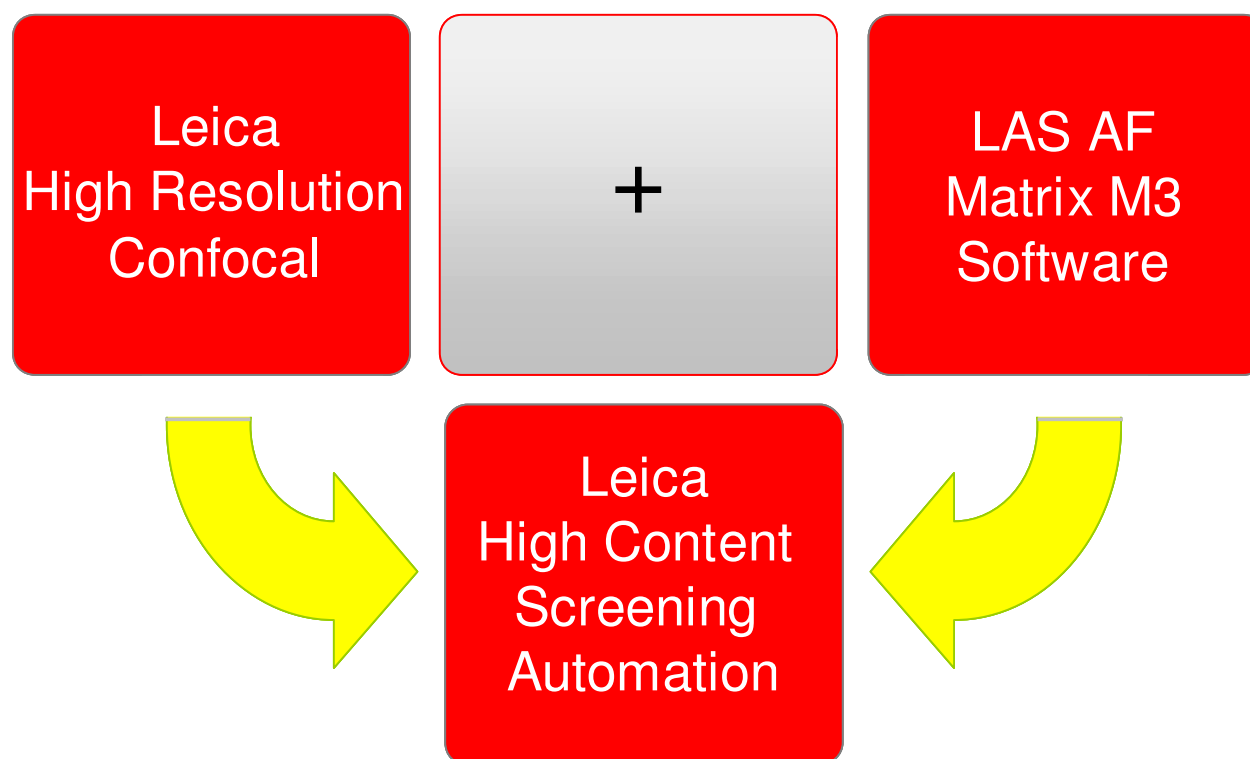 Leica
High Resolution
Confocal
+
LAS AF
Matrix M3
Software
Leica
High Content
Screening
Automation